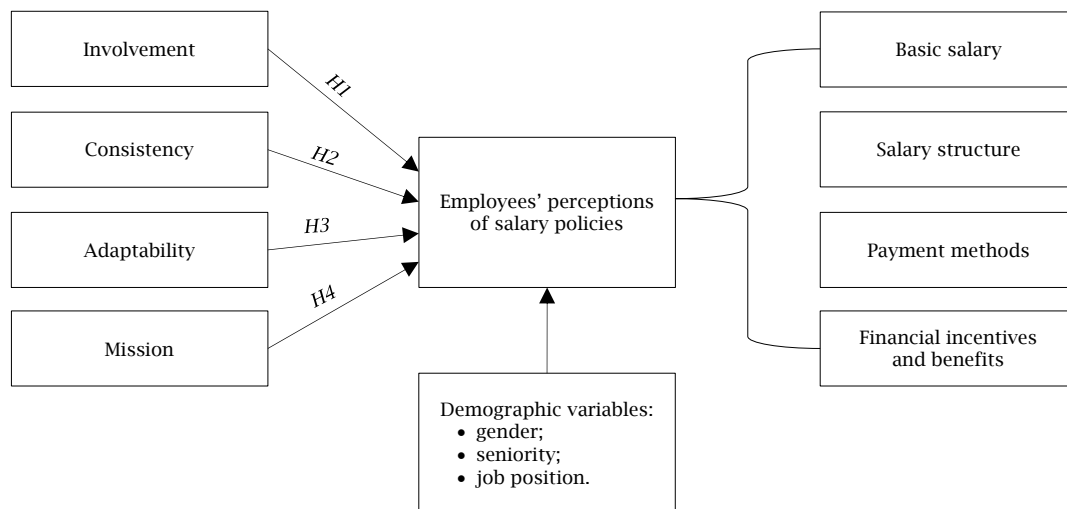 Involvement
Consistency
Adaptability
Mission
H1
H2
H3
H4
Employees’ perceptions
of salary policies
Demographic variables:
• gender;
• seniority;
• job position.
Basic salary
Salary structure
Payment methods
Financial incentives
and benefits